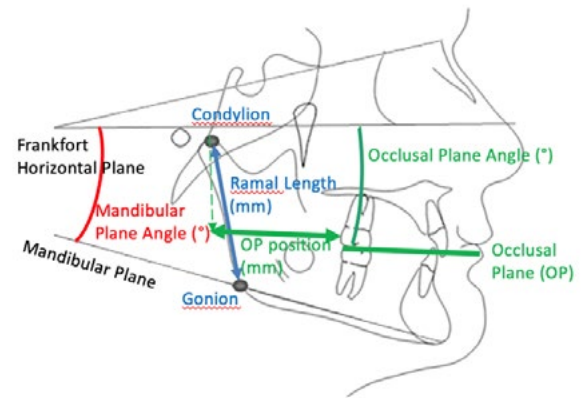 Condylion
Frankfort
Horizontal Plane
Occlusal Plane Angle (°)
Ramal Length
(mm)
Mandibular
Plane Angle (°)
OP position
(mm)
Mandibular Plane
Occlusal
Plane (OP)
Gonion